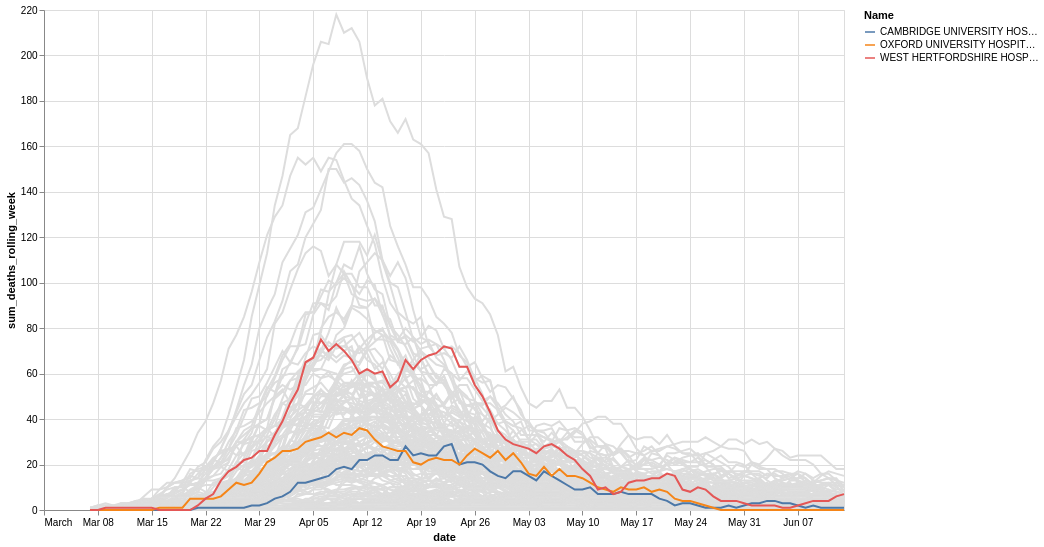 220
200
180
160
140
120
100
80
60
40
20
0
sum_deaths_rolling_week
March
Mar 08
Mar 15
Mar 22
Mar 29
Apr 05
Apr 12
Apr 19
Apr 26
May 03
May 10
May 17
May 24
May 31
Jun 07
date
Name
CAMBRIDGE UNIVERSITY HOS…
OXFORD UNIVERSITY HOSPIT…
WEST HERTFORDSHIRE HOSP…